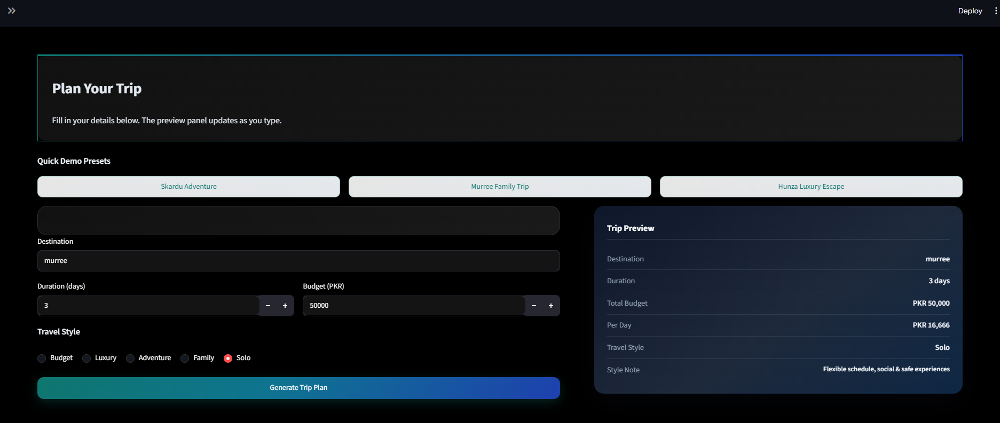 Deploy
Plan Your Trip
Fill in your details below. The preview panel updates as you type.
Quick Demo Presets
Skardu Adventure
Murree Family Trip
Hunza Luxury Escape
Destination
murree
Duration (days)
Budget (PKR)
3
50000
Travel Style
Budget
Luxury
Adventure
Family
Solo
Generate Trip Plan
Trip Preview
Destination murree
Duration 3 days
Total Budget PKR 50,000
Per Day PKR 16,666
Travel Style Solo
Style Note Flexible schedule, social & safe experiences